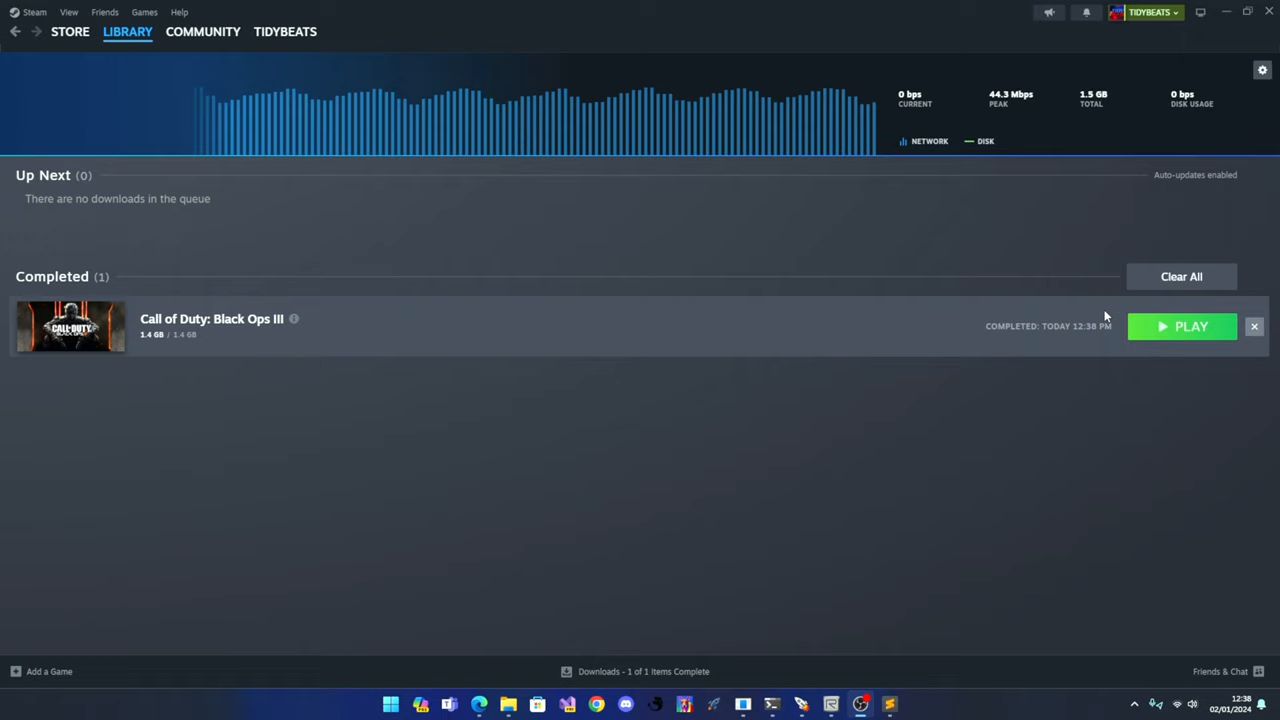 Steam View Friends Games Help
TIDYBEATS
STORE LIBRARY COMMUNITY TIDYBEATS
0 bps 44.3 Mbps 1.5 GB 0 bps
CURRENT PEAK TOTAL DISK USAGE
NETWORK DISK
Up Next (0) Auto-updates enabled
There are no downloads in the queue
Completed (1) Clear All
CALL OF DUTY
BLACK OPS
Call of Duty: Black Ops III
1.4 GB / 1.4 GB
COMPLETED: TODAY 12:38 PM PLAY
Add a Game Downloads - 1 of 1 Items Complete Friends & Chat
12:38
02/01/2024